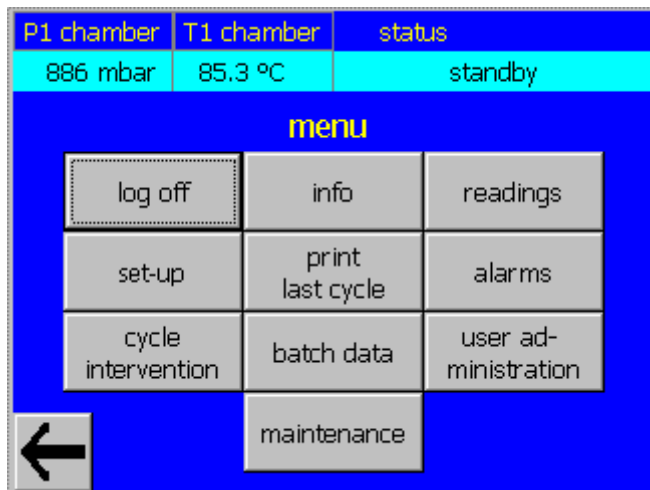 P1 chamber T1 chamber status
886 mbar 85.3 ºC standby
menu
log off info readings
set-up print last cycle alarms
cycle intervention batch data user ad-ministration
maintenance